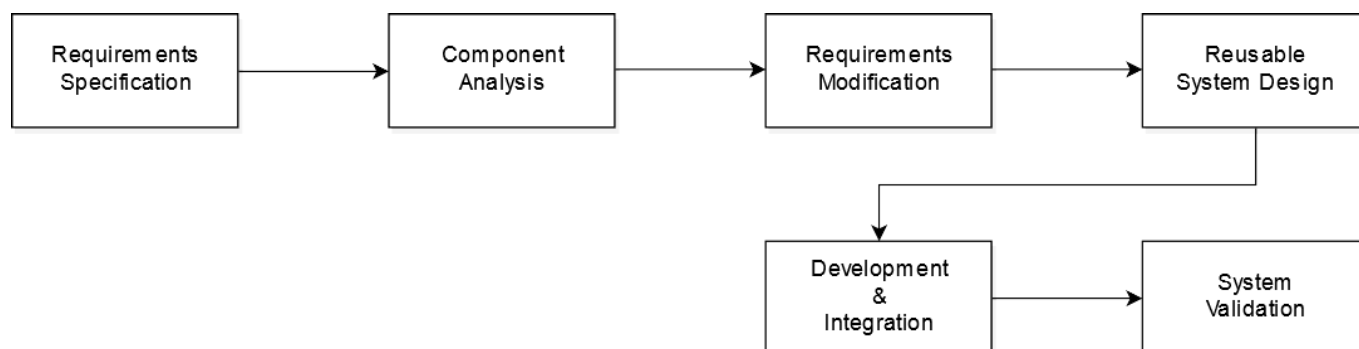 Requirements
Specification
Component
Analysis
Requirements
Modification
Reusable
System Design
Development
&
Integration
System
Validation